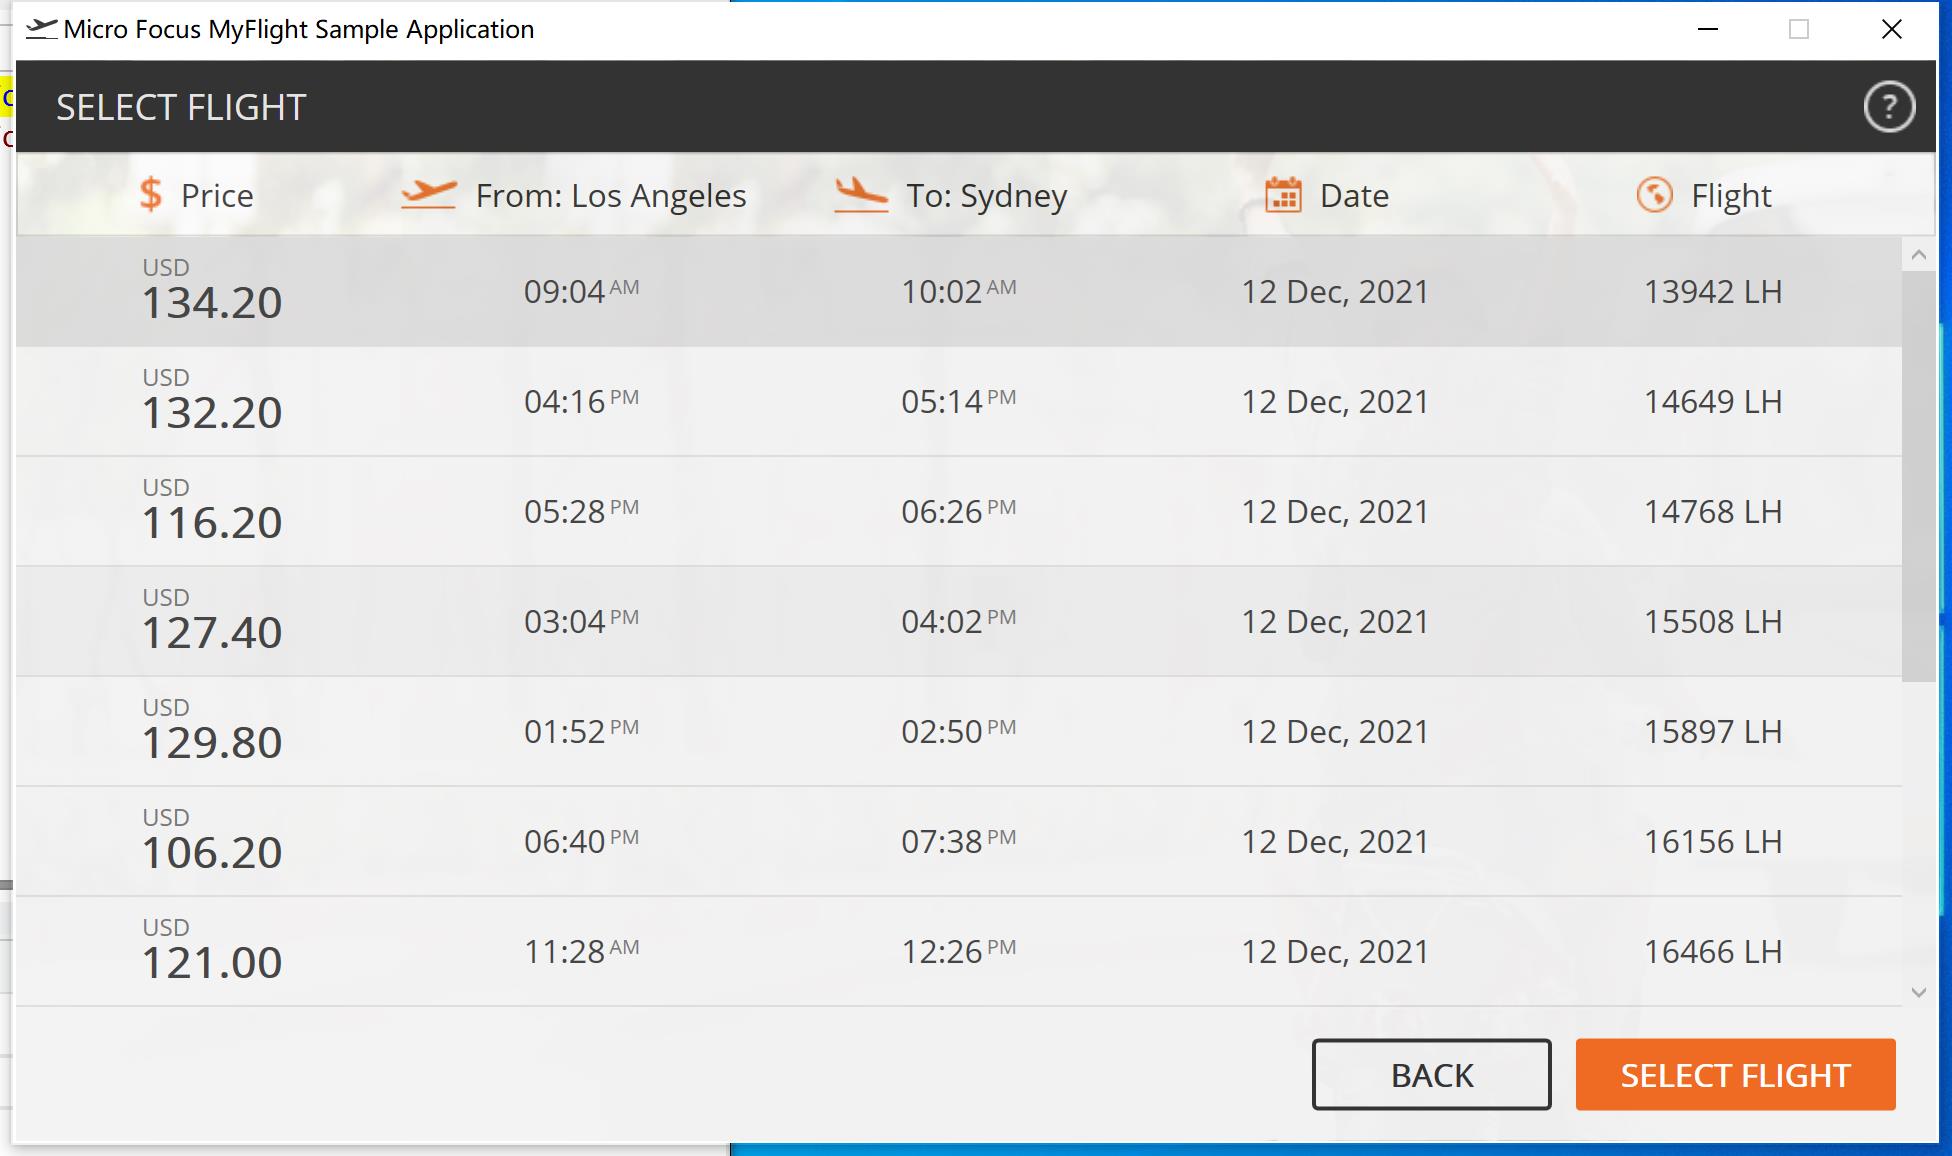 Micro Focus MyFlight Sample Application
SELECT FLIGHT ?
$ Price From: Los Angeles To: Sydney Date Flight
USD
134.20 09:04 AM 10:02 AM 12 Dec, 2021 13942 LH
USD
132.20 04:16 PM 05:14 PM 12 Dec, 2021 14649 LH
USD
116.20 05:28 PM 06:26 PM 12 Dec, 2021 14768 LH
USD
127.40 03:04 PM 04:02 PM 12 Dec, 2021 15508 LH
USD
129.80 01:52 PM 02:50 PM 12 Dec, 2021 15897 LH
USD
106.20 06:40 PM 07:38 PM 12 Dec, 2021 16156 LH
USD
121.00 11:28 AM 12:26 PM 12 Dec, 2021 16466 LH
BACK SELECT FLIGHT